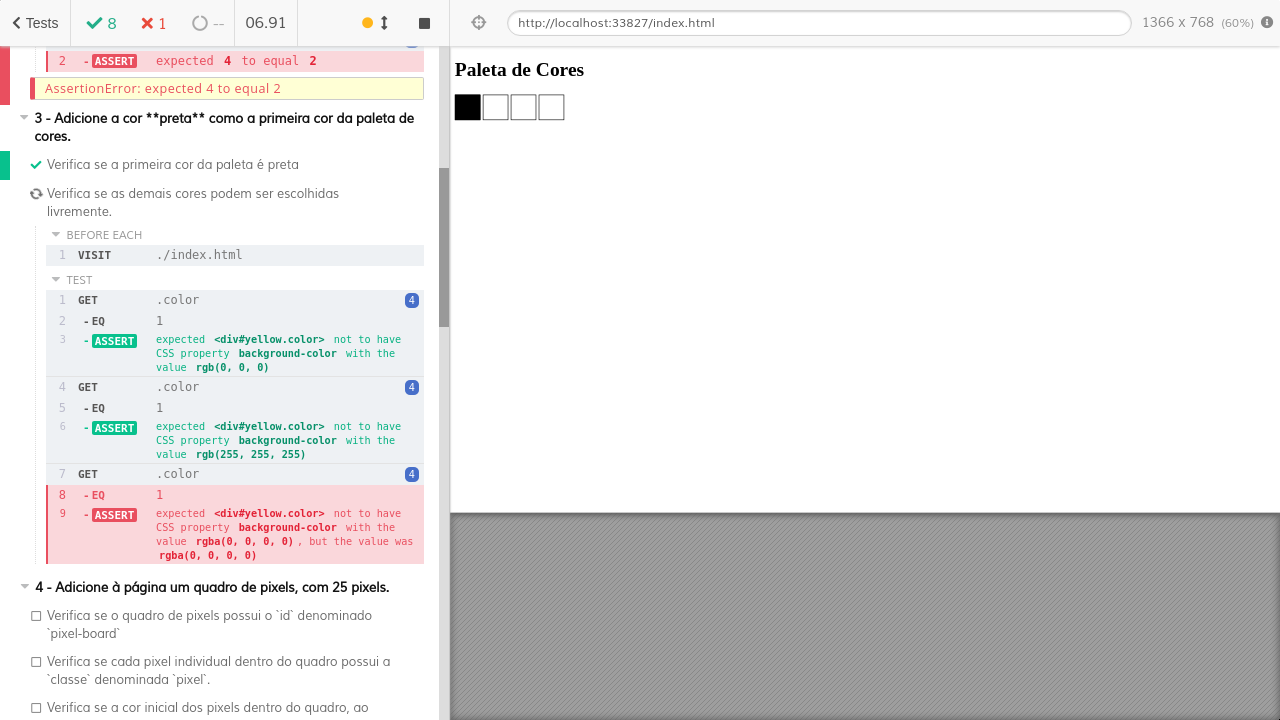 Tests
8
1
--
06.91
http://localhost:33827/index.html
1366 x 768 (60%)
2 - ASSERT expected 4 to equal 2
AssertionError: expected 4 to equal 2
3 - Adicione a cor **preta** como a primeira cor da paleta de
cores.
Verifica se a primeira cor da paleta é preta
Verifica se as demais cores podem ser escolhidas
livremente.
BEFORE EACH
1 VISIT ./index.html
TEST
1 GET .color 4
2 - EQ 1
3 - ASSERT expected <div#yellow.color> not to have
CSS property background-color with the
value rgb(0, 0, 0)
4 GET .color 4
5 - EQ 1
6 - ASSERT expected <div#yellow.color> not to have
CSS property background-color with the
value rgb(255, 255, 255)
7 GET .color 4
8 - EQ 1
9 - ASSERT expected <div#yellow.color> not to have
CSS property background-color with the
value rgba(0, 0, 0, 0) , but the value was
rgba(0, 0, 0, 0)
4 - Adicione à página um quadro de pixels, com 25 pixels.
Verifica se o quadro de pixels possui o `id` denominado
`pixel-board`
Verifica se cada pixel individual dentro do quadro possui a
`classe` denominada `pixel`.
Verifica se a cor inicial dos pixels dentro do quadro, ao
Paleta de Cores